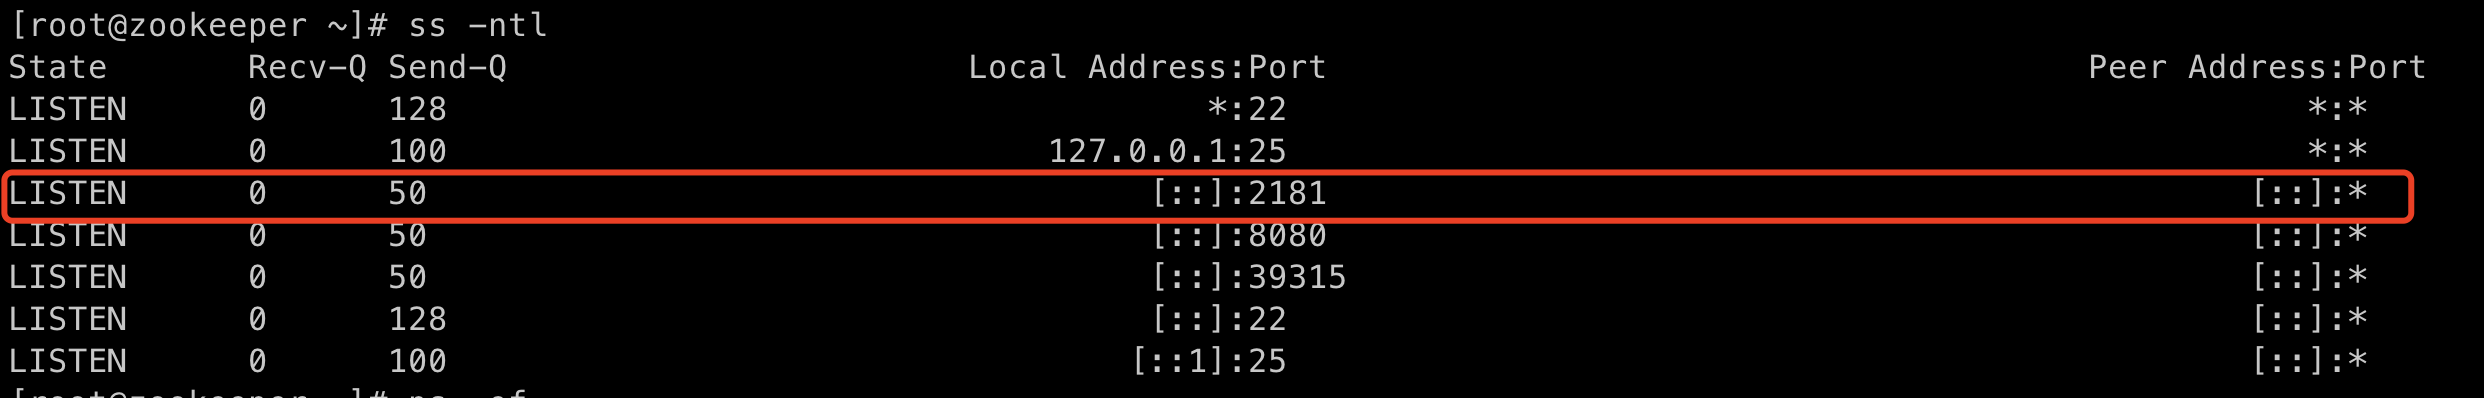 [root@zookeeper ~]# ss -ntl
State Recv-Q Send-Q Local Address:Port Peer Address:Port
LISTEN 0 128 *:22 *:*
LISTEN 0 100 127.0.0.1:25 *:*
LISTEN 0 50 [::]:2181 [::]:*
LISTEN 0 50 [::]:8080 [::]:*
LISTEN 0 50 [::]:39315 [::]:*
LISTEN 0 128 [::]:22 [::]:*
LISTEN 0 100 [::1]:25 [::]:*
[root@zookeeper ~]#